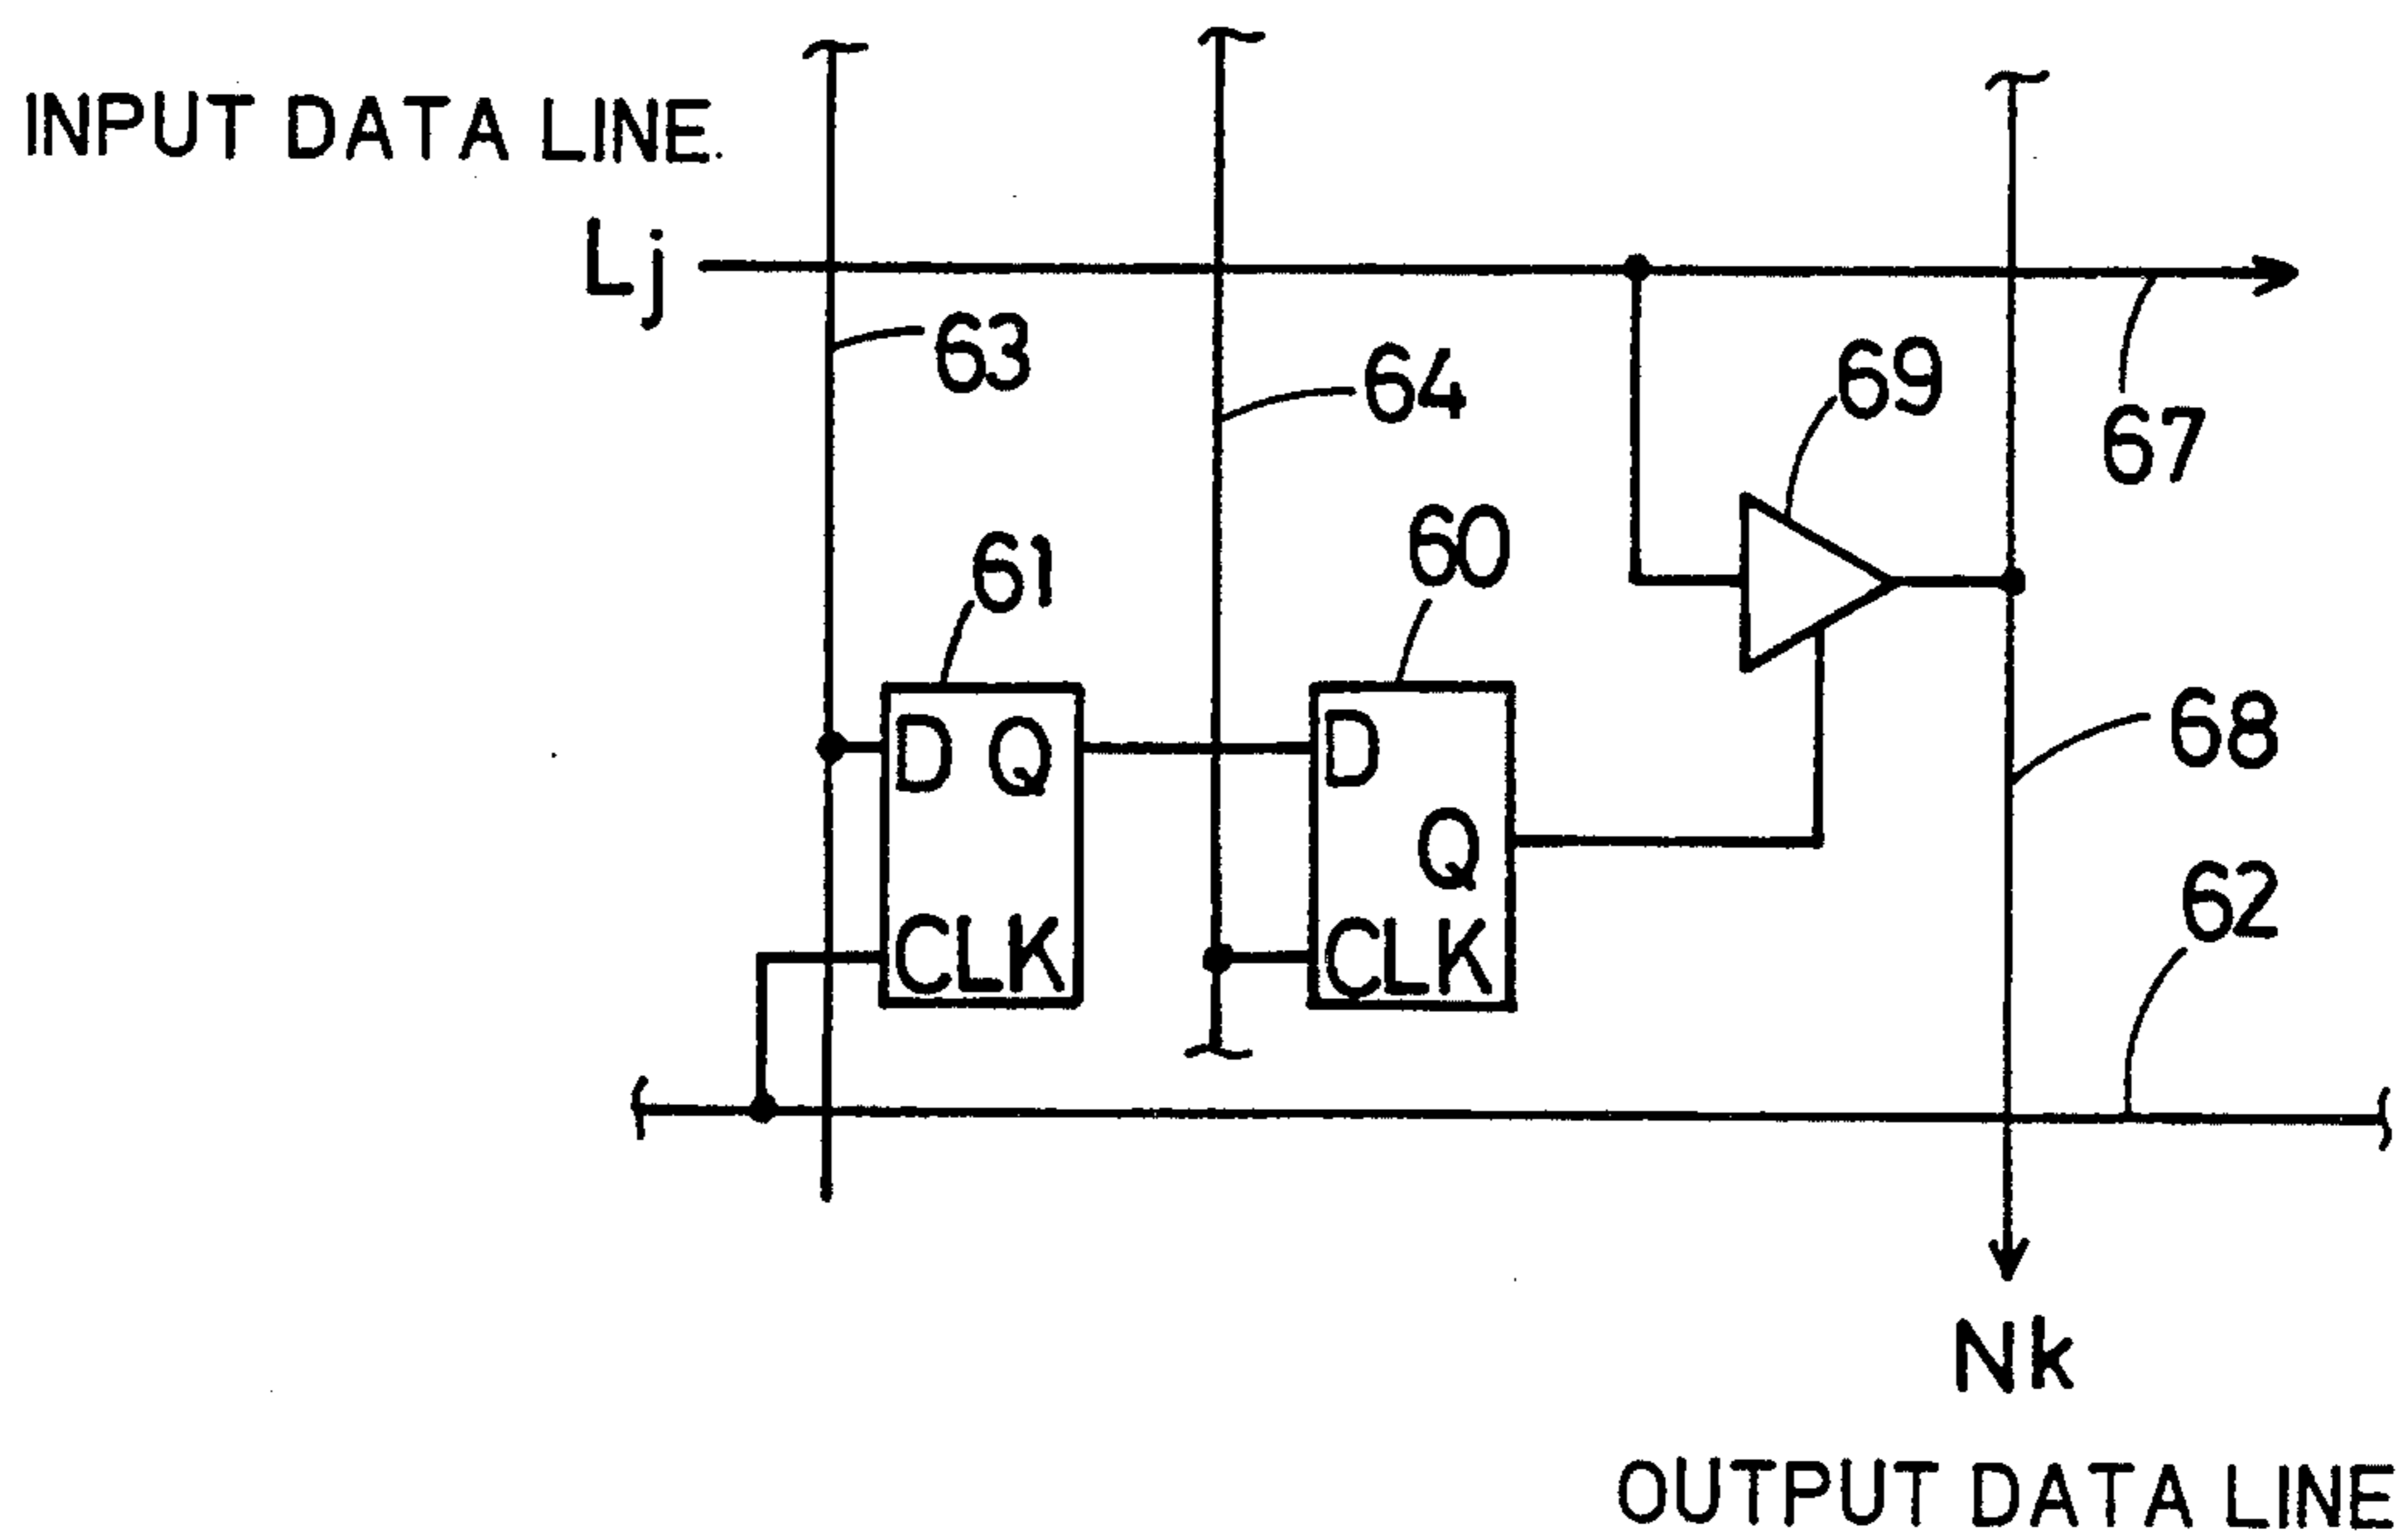 INPUT DATA LINE.
Lj
63
64
69
67
61
60
68
D Q
D
Q
CLK
CLK
62
Nk
OUTPUT DATA LINE